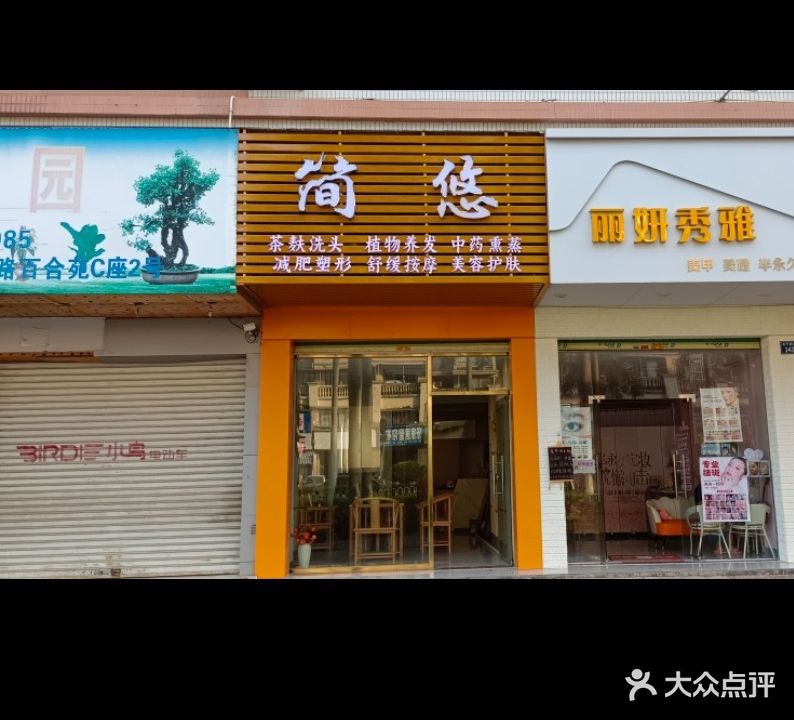 园
985
路百合苑C座2号
BIRDIE小鸟电动车
简 悠
茶麸洗头 植物养发 中药熏蒸
减肥塑形 舒缓按摩 美容护肤
丽妍秀雅
美甲 美睫 半永久
专业
祛斑
大众点评